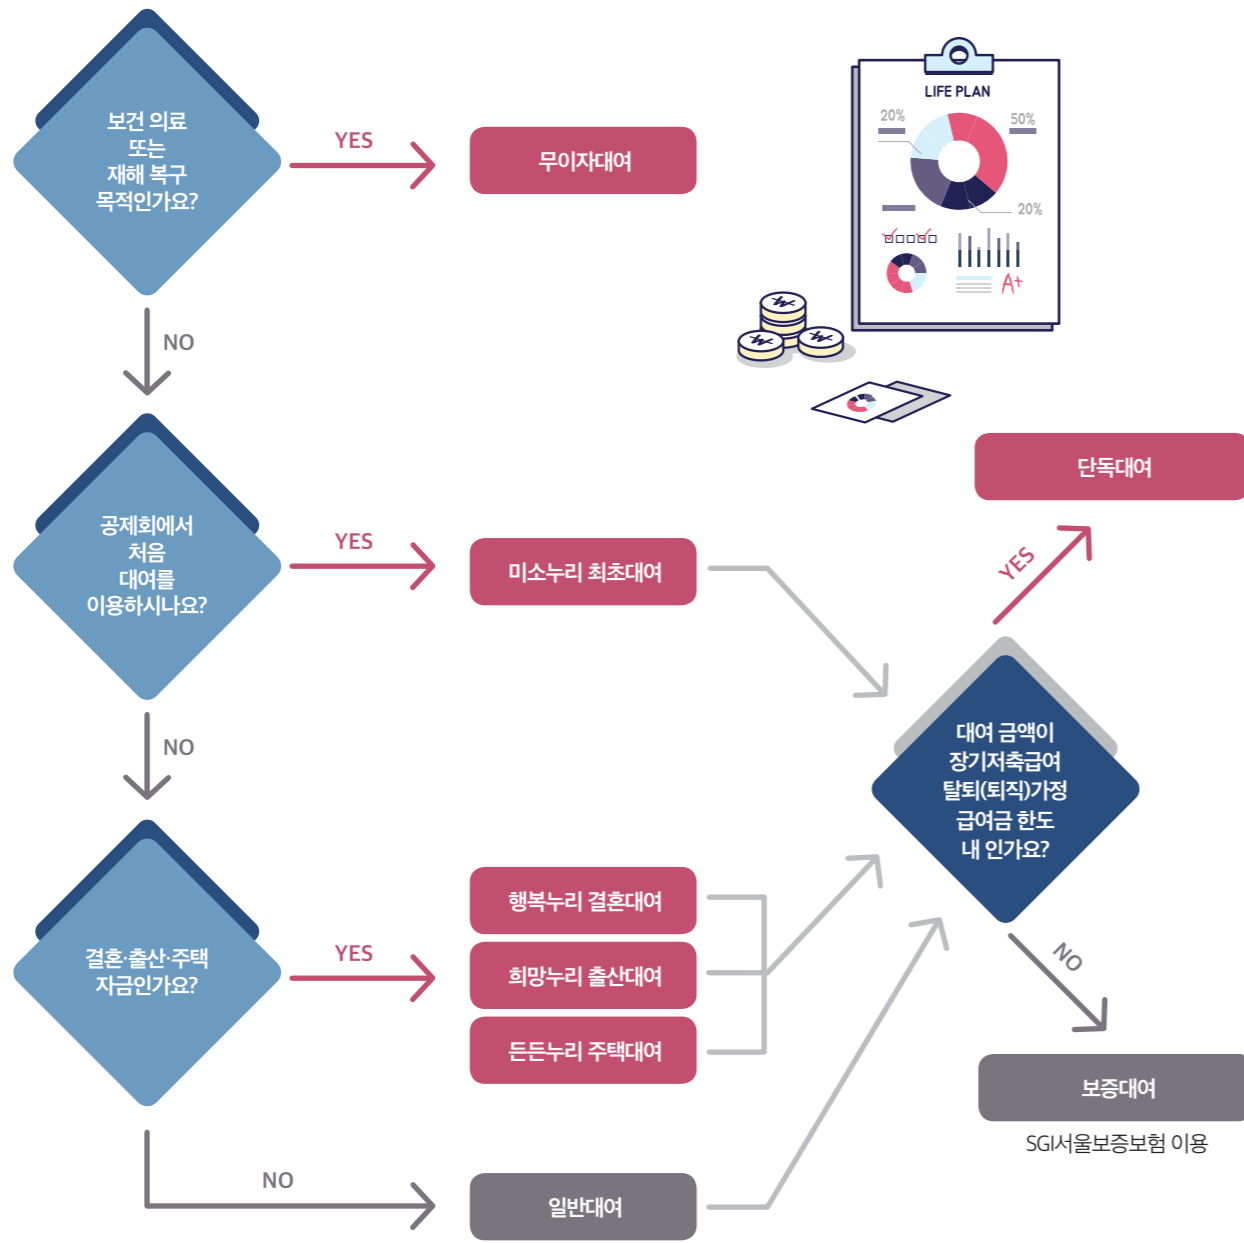 보건 의료
또는
재해 복구
목적인가요?
YES
무이자대여
NO
LIFE PLAN
20%
50%
20%
A+
공제회에서
처음
대여를
이용하시나요?
YES
미소누리 최초대여
NO
단독대여
YES
대여 금액이
장기저축급여
탈퇴(퇴직)가정
급여금 한도
내 인가요?
NO
보증대여
SGI서울보증보험 이용
결혼·출산·주택
자금인가요?
YES
행복누리 결혼대여
희망누리 출산대여
든든누리 주택대여
NO
일반대여